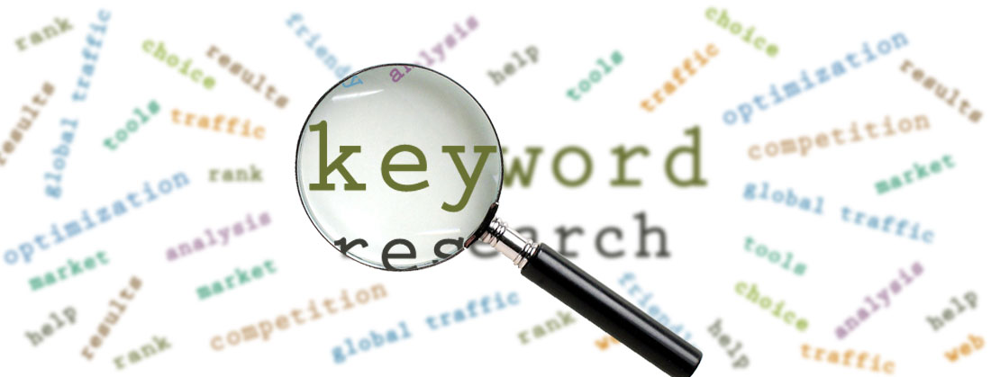 rank
global traffic
choice
results
friendly
analysis
help
tools
traffic
choice
optimization
results
results
tools
traffic
competition
keyword
rank
market
optimization
analysis
global traffic
research
market
market
tools
help
results
rank
competition
global traffic
rank
friendly
help
choice
analysis
traffic
help
web